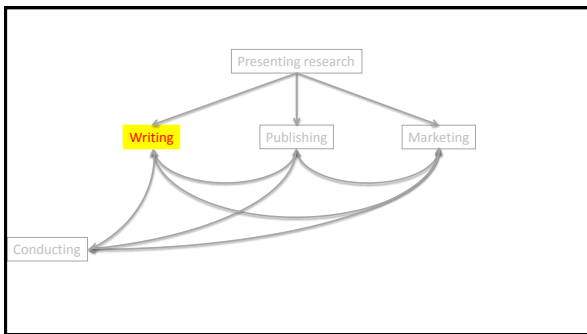 Presenting research
Writing
Publishing
Marketing
Conducting